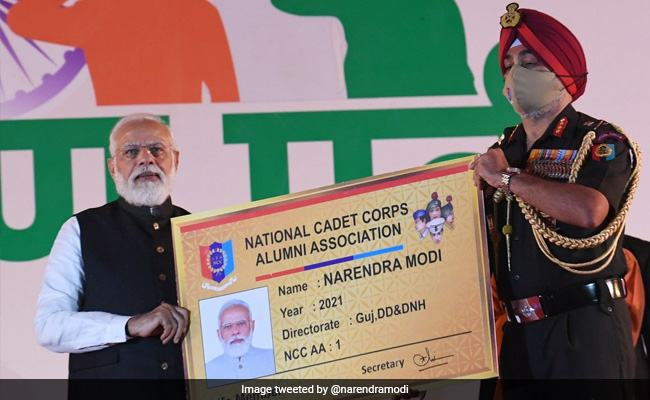 NATIONAL CADET CORPS
ALUMNI ASSOCIATION
Name : NARENDRA MODI
Year : 2021
Directorate : Guj,DD&DNH
NCC AA : 1
Secretary
Image tweeted by @narendramodi